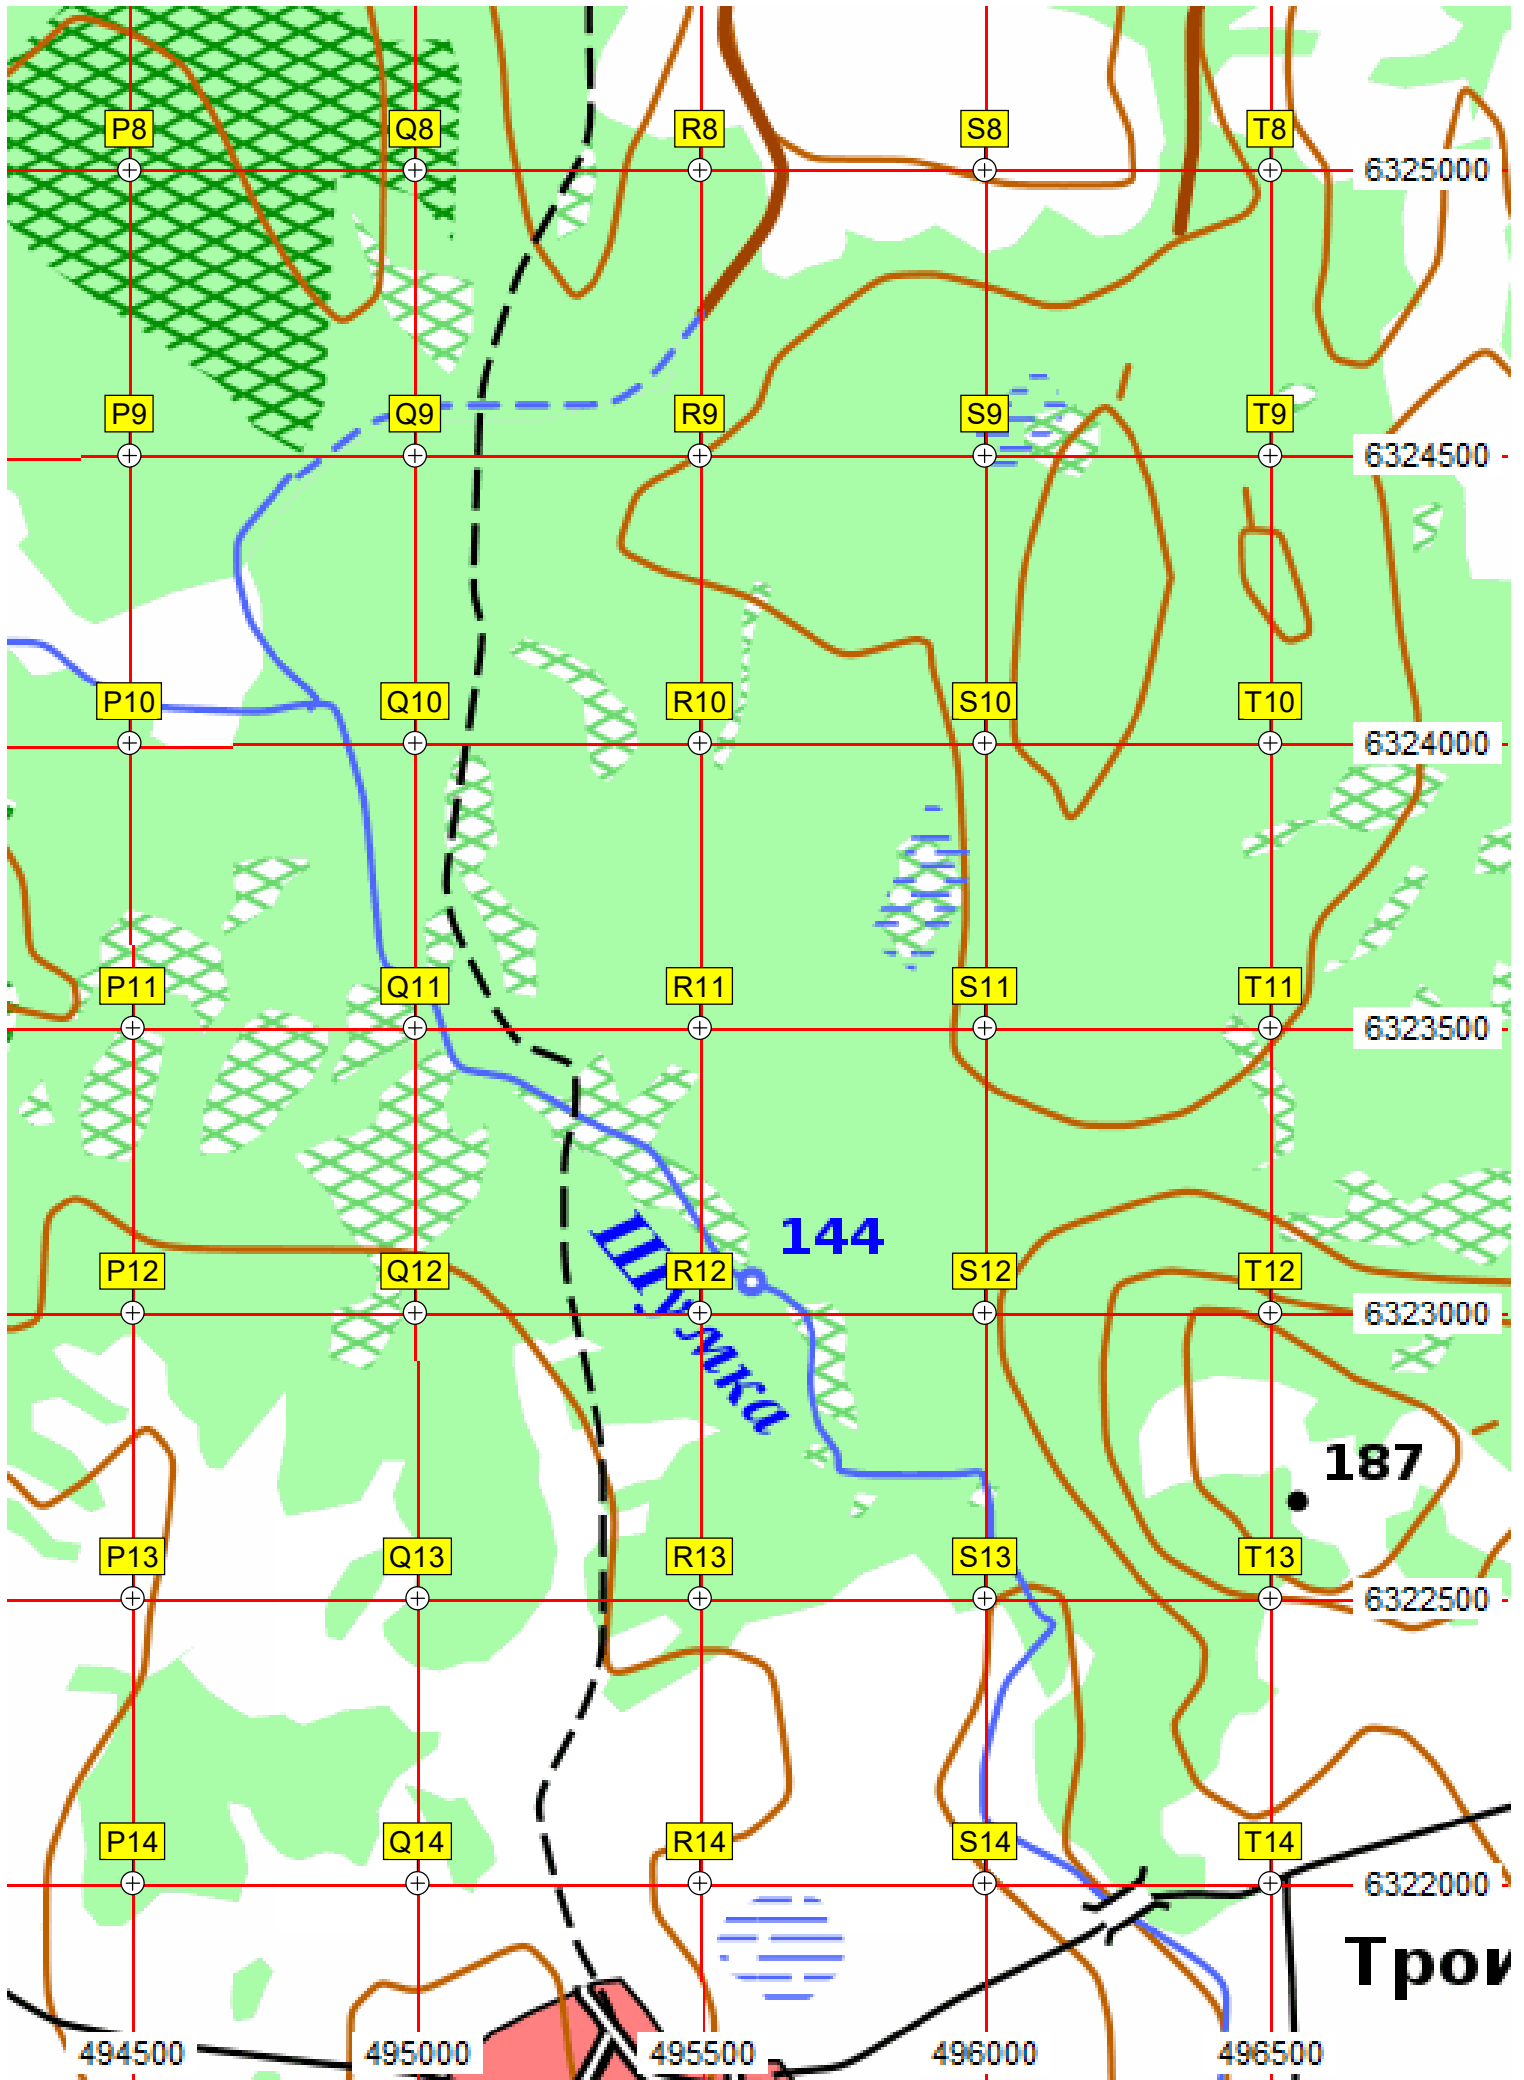 P8 Q8 R8 S8 T8
6325000
P9 Q9 R9 S9 T9
6324500
P10 Q10 R10 S10 T10
6324000
P11 Q11 R11 S11 T11
6323500
144
Шумка
P12 Q12 R12 S12 T12
6323000
187
P13 Q13 R13 S13 T13
6322500
P14 Q14 R14 S14 T14
6322000
Трои
494500 495000 495500 496000 496500